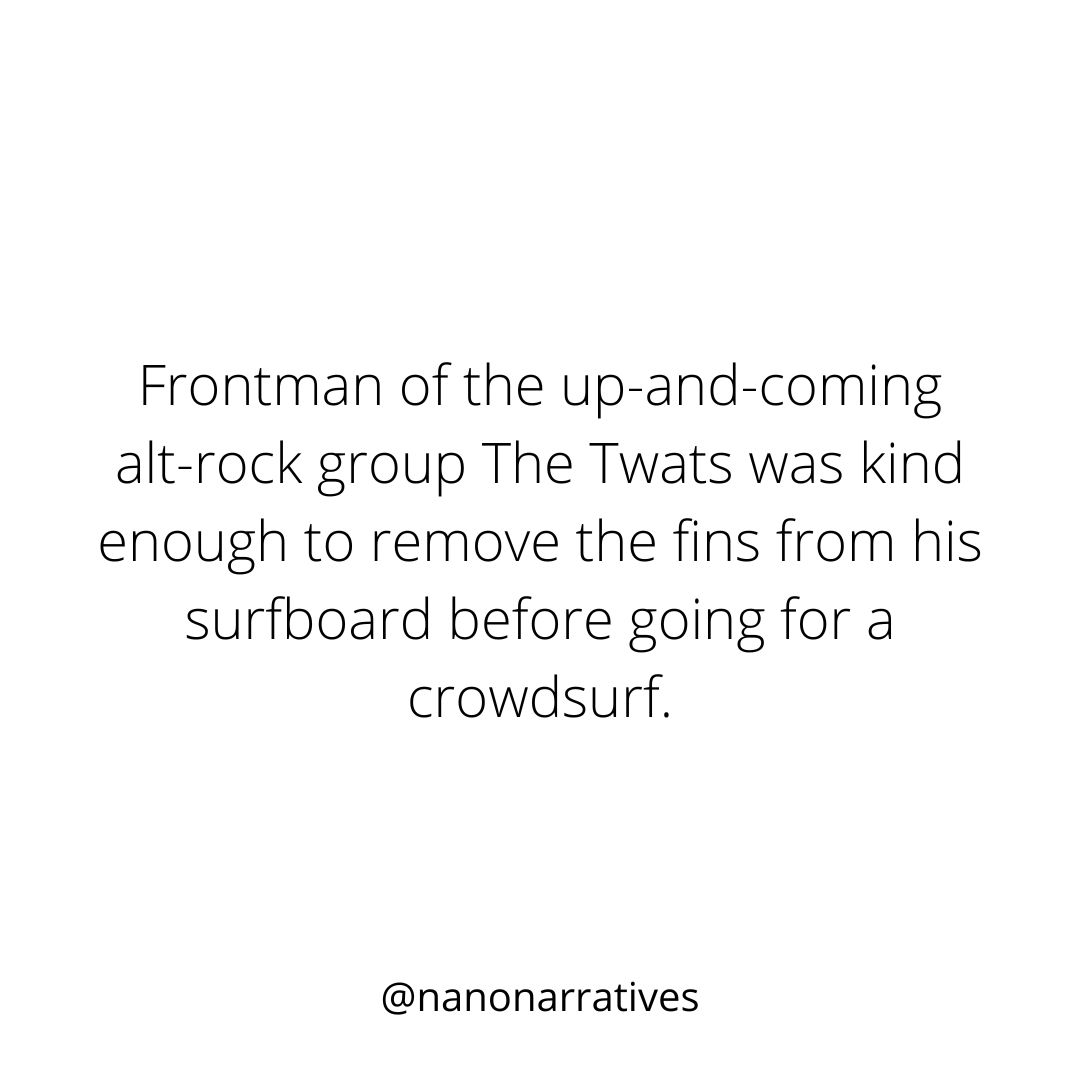 Frontman of the up-and-coming
alt-rock group The Twats was kind
enough to remove the fins from his
surfboard before going for a
crowdsurf.
@nanonarratives